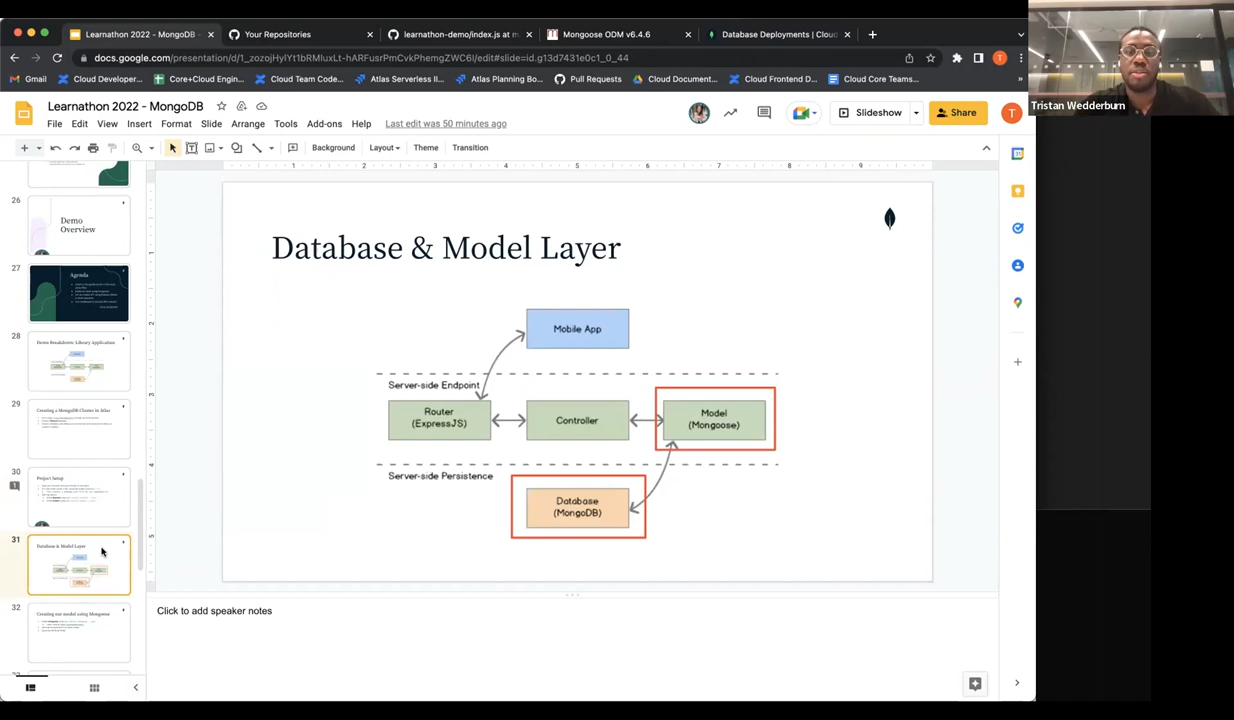 Learnathon 2022 - MongoDB
Your Repositories
learnathon-demo/index.js at m
Mongoose ODM v6.4.6
Database Deployments | Cloud
docs.google.com/presentation/d/1_zozojHyIYt1bRMIuxLt-hARFusrPmCvkPhemgZWC6I/edit#slide=id.g13d7431e0c1_0_44
Gmail
Cloud Developer...
Core+Cloud Engin...
Cloud Team Code...
Atlas Serverless II...
Atlas Planning Bo...
Pull Requests
Cloud Document...
Cloud Frontend D...
Cloud Core Teams...
Tristan Wedderburn
Learnathon 2022 - MongoDB
File Edit View Insert Format Slide Arrange Tools Add-ons Help
Last edit was 50 minutes ago
Slideshow
Share
T
Background
Layout
Theme
Transition
26
Demo
Overview
27
Agenda
28
Demo Breakdown: Library Application
29
Creating a MongoDB Cluster in Atlas
30
Project Setup
31
Database & Model Layer
32
Creating our model using Mongoose
Database & Model Layer
Mobile App
Server-side Endpoint
Router
(ExpressJS)
Controller
Model
(Mongoose)
Server-side Persistence
Database
(MongoDB)
Click to add speaker notes